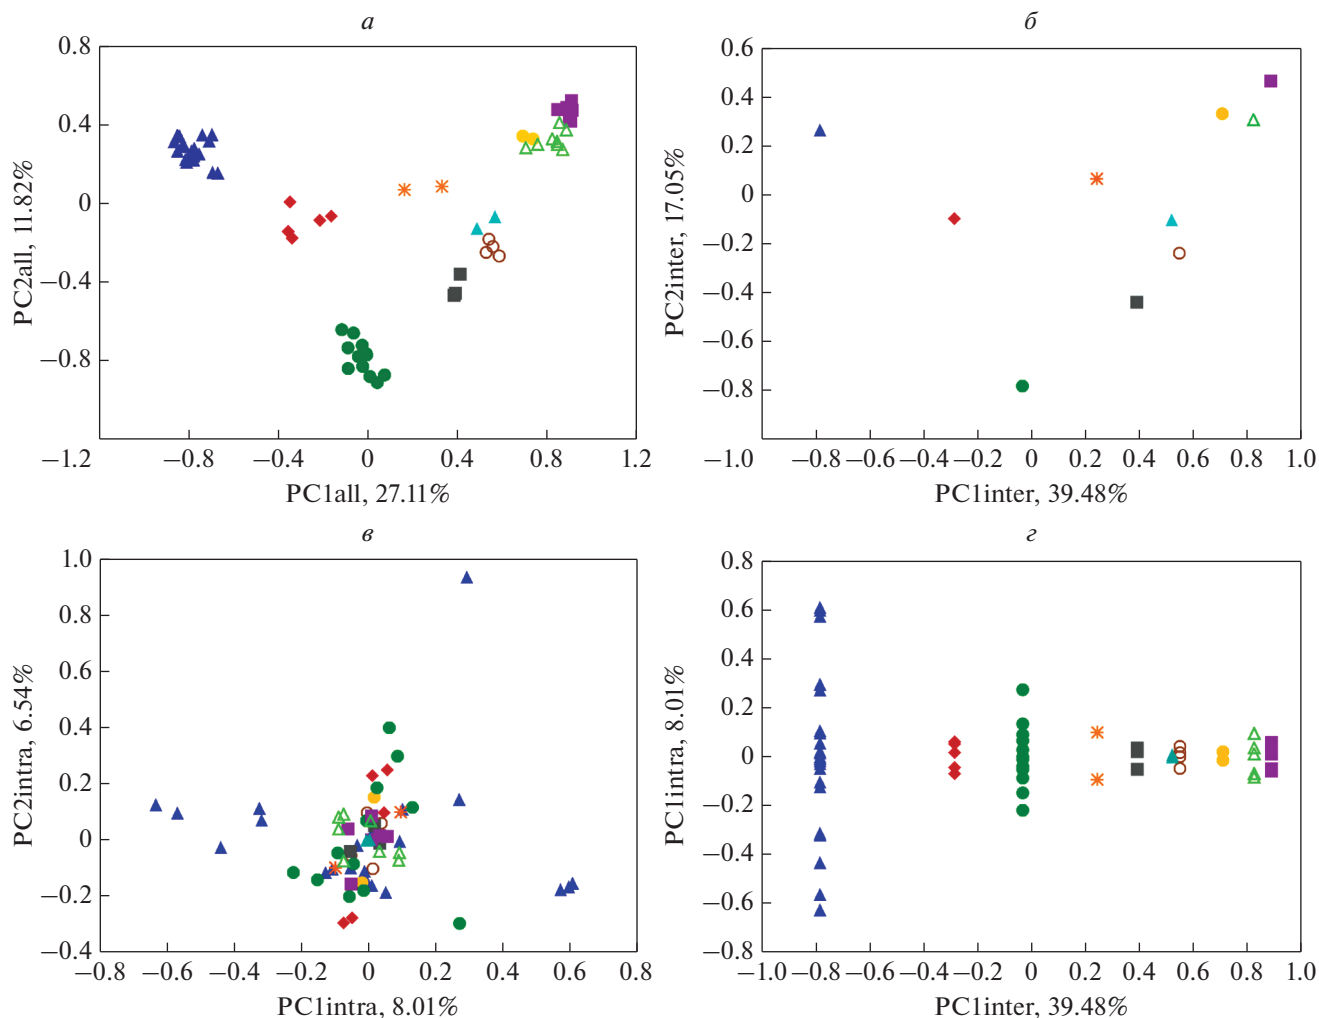 а
0.8
0.4
0
−0.4
−0.8
PC2all, 11.82%
−1.2 −0.8 −0.4 0 0.4 0.8 1.2
PC1all, 27.11%
б
0.6
0.4
0.2
0
−0.2
−0.4
−0.6
−0.8
PC2inter, 17.05%
−1.0 −0.8 −0.6 −0.4 −0.2 0 0.2 0.4 0.6 0.8 1.0
PC1inter, 39.48%
в
1.0
0.8
0.6
0.4
0.2
0
−0.2
−0.4
PC2intra, 6.54%
−0.8 −0.6 −0.4 −0.2 0 0.2 0.4 0.6 0.8
PC1intra, 8.01%
г
0.8
0.6
0.4
0.2
0
−0.2
−0.4
−0.6
−0.8
PC1intra, 8.01%
−1.0 −0.8 −0.6 −0.4 −0.2 0 0.2 0.4 0.6 0.8 1.0
PC1inter, 39.48%